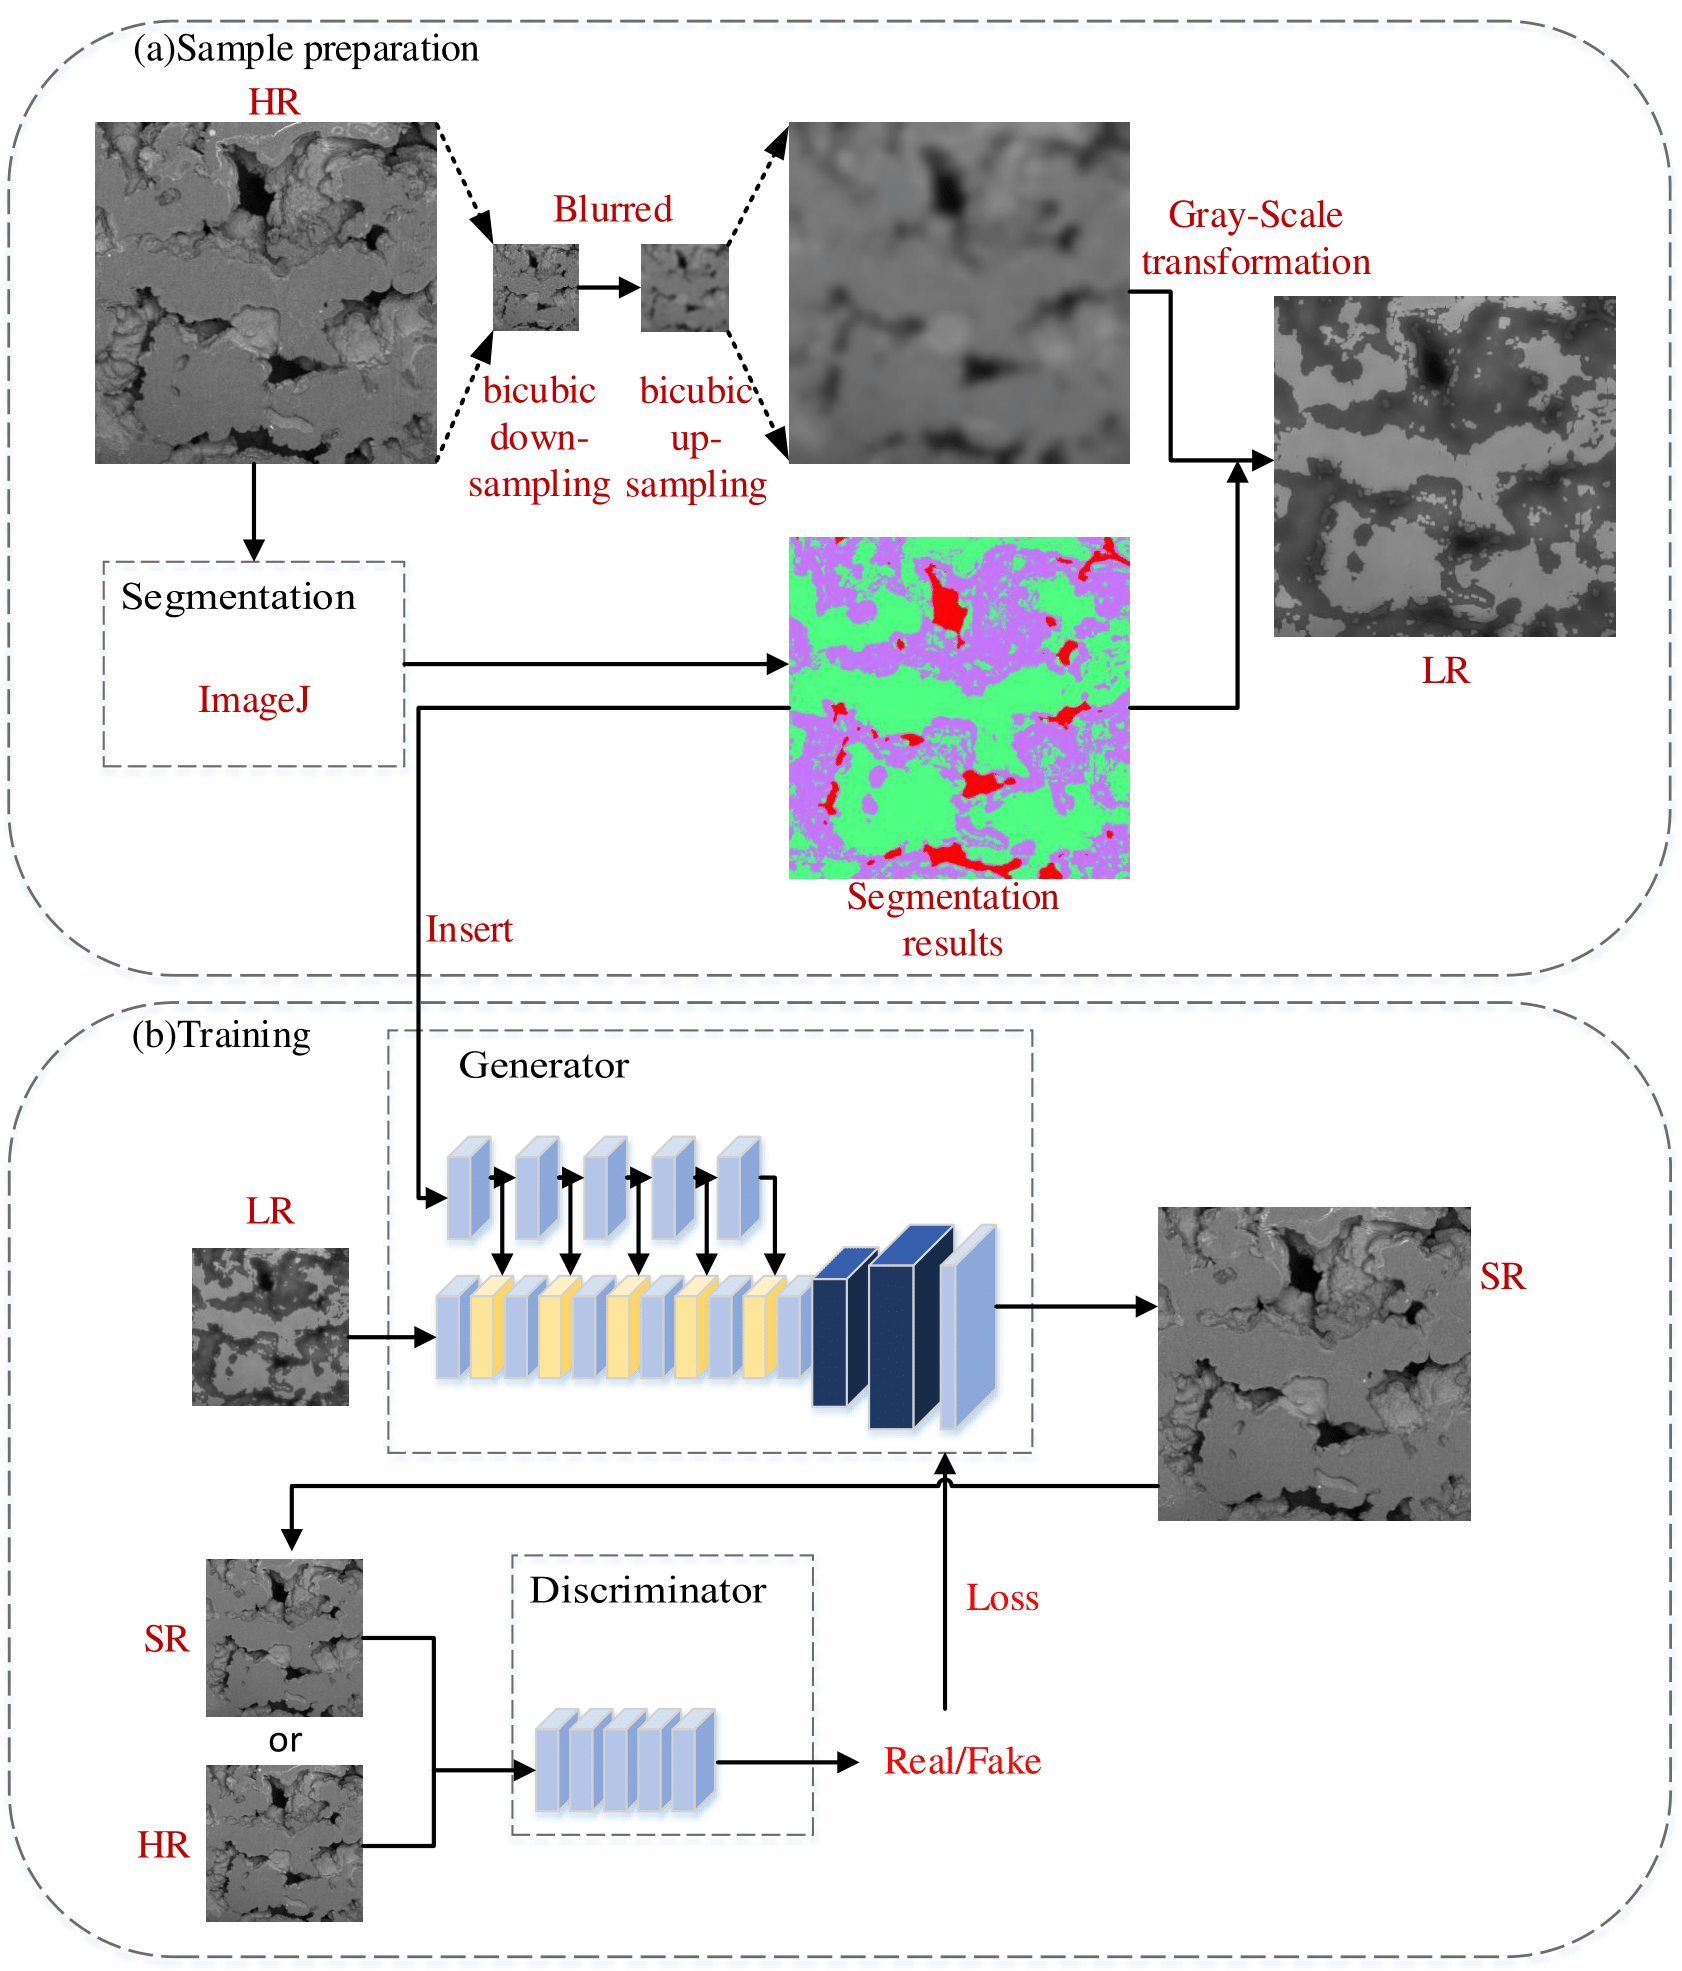 (a)Sample preparation
HR
Blurred
Gray-Scale
transformation
bicubic
down-
sampling
bicubic
up-
sampling
Segmentation
ImageJ
LR
Segmentation
results
Insert
(b)Training
Generator
LR
SR
Discriminator
Loss
SR
or
HR
Real/Fake